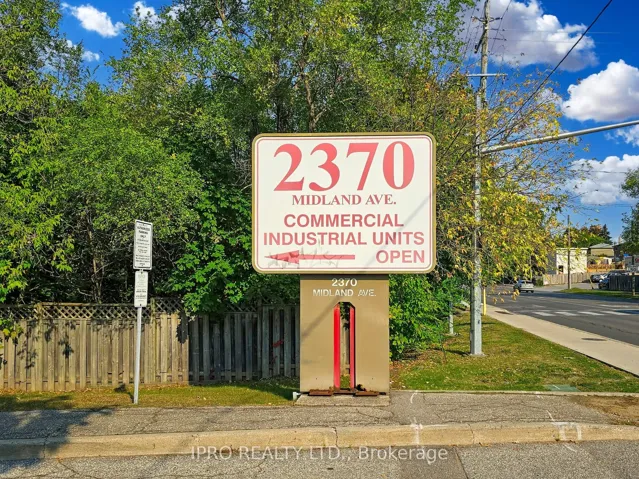 2370
MIDLAND AVE.
COMMERCIAL
INDUSTRIAL UNITS
OPEN
2370
MIDLAND AVE.
IPRO REALTY LTD., Brokerage